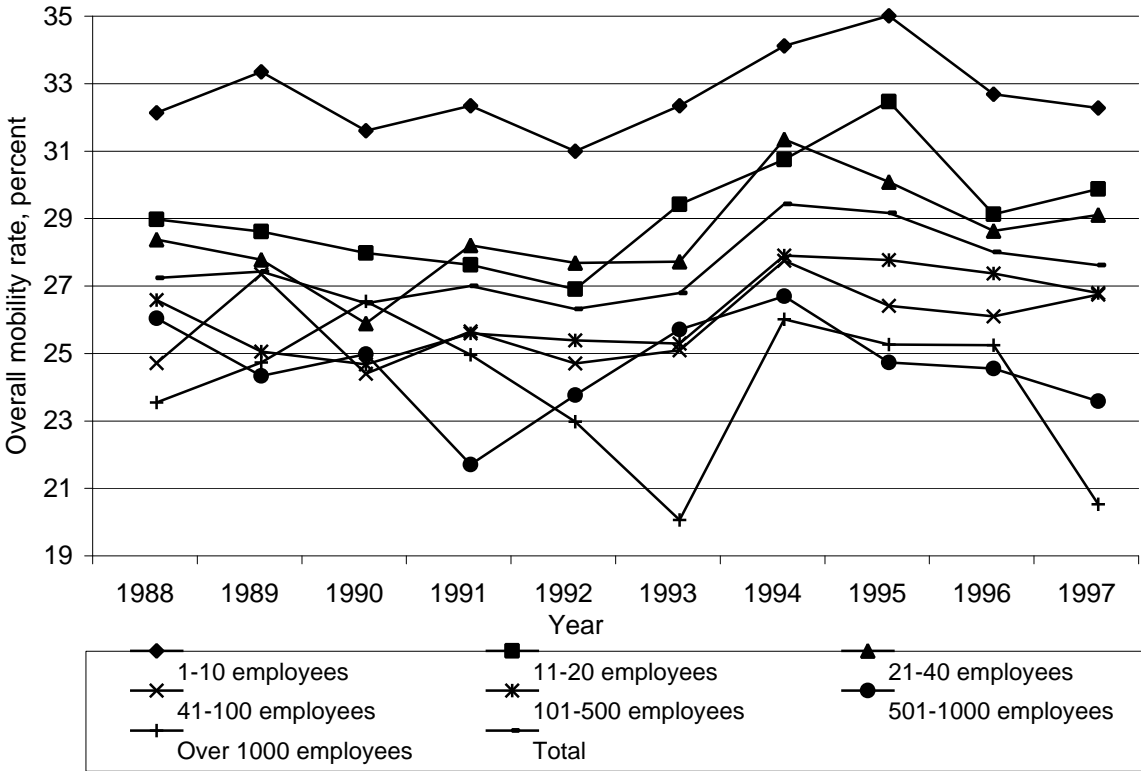 Overall mobility rate, percent
35
33
31
29
27
25
23
21
19
1988 1989 1990 1991 1992 1993 1994 1995 1996 1997
Year
1-10 employees 11-20 employees 21-40 employees
41-100 employees 101-500 employees 501-1000 employees
Over 1000 employees Total